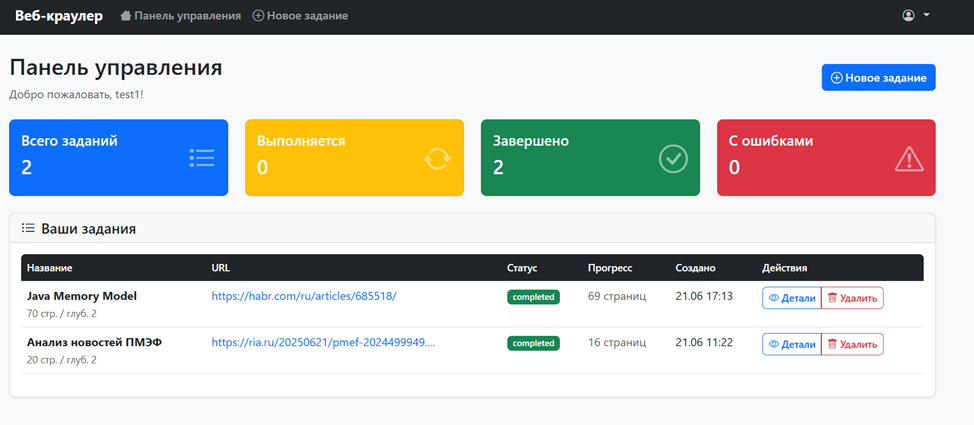 Веб-краулер Панель управления Новое задание
Панель управления
Добро пожаловать, test1!
Новое задание
Всего заданий
2
Выполняется
0
Завершено
2
С ошибками
0
Ваши задания
Название URL Статус Прогресс Создано Действия
Java Memory Model https://habr.com/ru/articles/685518/ completed 69 страниц 21.06 17:13 Детали Удалить
70 стр. / глуб. 2
Анализ новостей ПМЭФ https://ria.ru/20250621/pmef-2024499949.... completed 16 страниц 21.06 11:22 Детали Удалить
20 стр. / глуб. 2